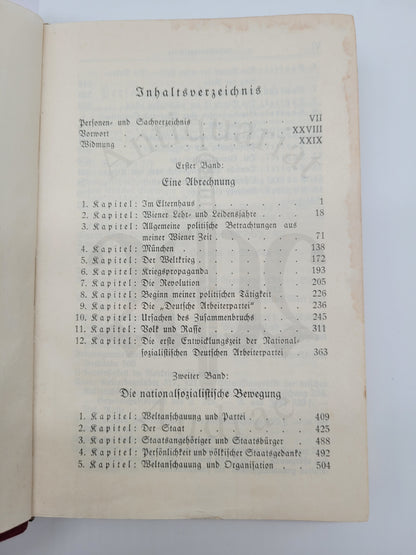 Inhaltsverzeichnis
Personen- und Sachverzeichnis . . . . . . . . VII
Vorwort . . . . . . . . . . . . XXVIII
Widmung . . . . . . . . . . . . XXIX
Erster Band:
Eine Abrechnung
1. Kapitel: Im Elternhaus . . . . . . . . . 1
2. Kapitel: Wiener Lehr- und Leidensjahre . . . . 18
3. Kapitel: Allgemeine politische Betrachtungen aus
meiner Wiener Zeit . . . . . . . 71
4. Kapitel: München . . . . . . . . . 138
5. Kapitel: Der Weltkrieg . . . . . . . . 172
6. Kapitel: Kriegspropaganda . . . . . . . 193
7. Kapitel: Die Revolution . . . . . . . . 205
8. Kapitel: Beginn meiner politischen Tätigkeit . . . 226
9. Kapitel: Die „Deutsche Arbeiterpartei“ . . . . 236
10. Kapitel: Ursachen des Zusammenbruchs . . . . 245
11. Kapitel: Volk und Rasse . . . . . . . . 311
12. Kapitel: Die erste Entwicklungszeit der National-
sozialistischen Deutschen Arbeiterpartei . . 363
Zweiter Band:
Die nationalsozialistische Bewegung
1. Kapitel: Weltanschauung und Partei . . . . . 409
2. Kapitel: Der Staat . . . . . . . . . 425
3. Kapitel: Staatsangehöriger und Staatsbürger . . . 488
4. Kapitel: Persönlichkeit und völkischer Staatsgedanke 492
5. Kapitel: Weltanschauung und Organisation . . . 504
Antiquariat